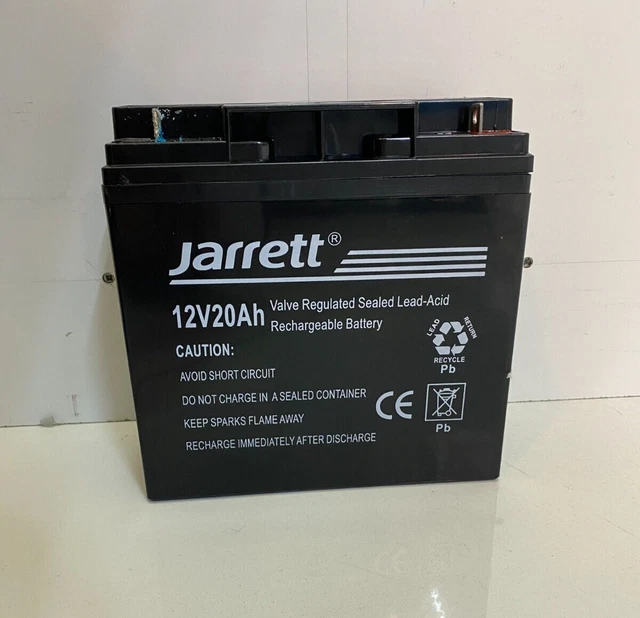 Jarrett®
12V20Ah
Valve Regulated Sealed Lead-Acid
Rechargeable Battery
CAUTION:
AVOID SHORT CIRCUIT
DO NOT CHARGE IN A SEALED CONTAINER
KEEP SPARKS FLAME AWAY
RECHARGE IMMEDIATELY AFTER DISCHARGE
CE
LEAD RETURN
RECYCLE
Pb
Pb